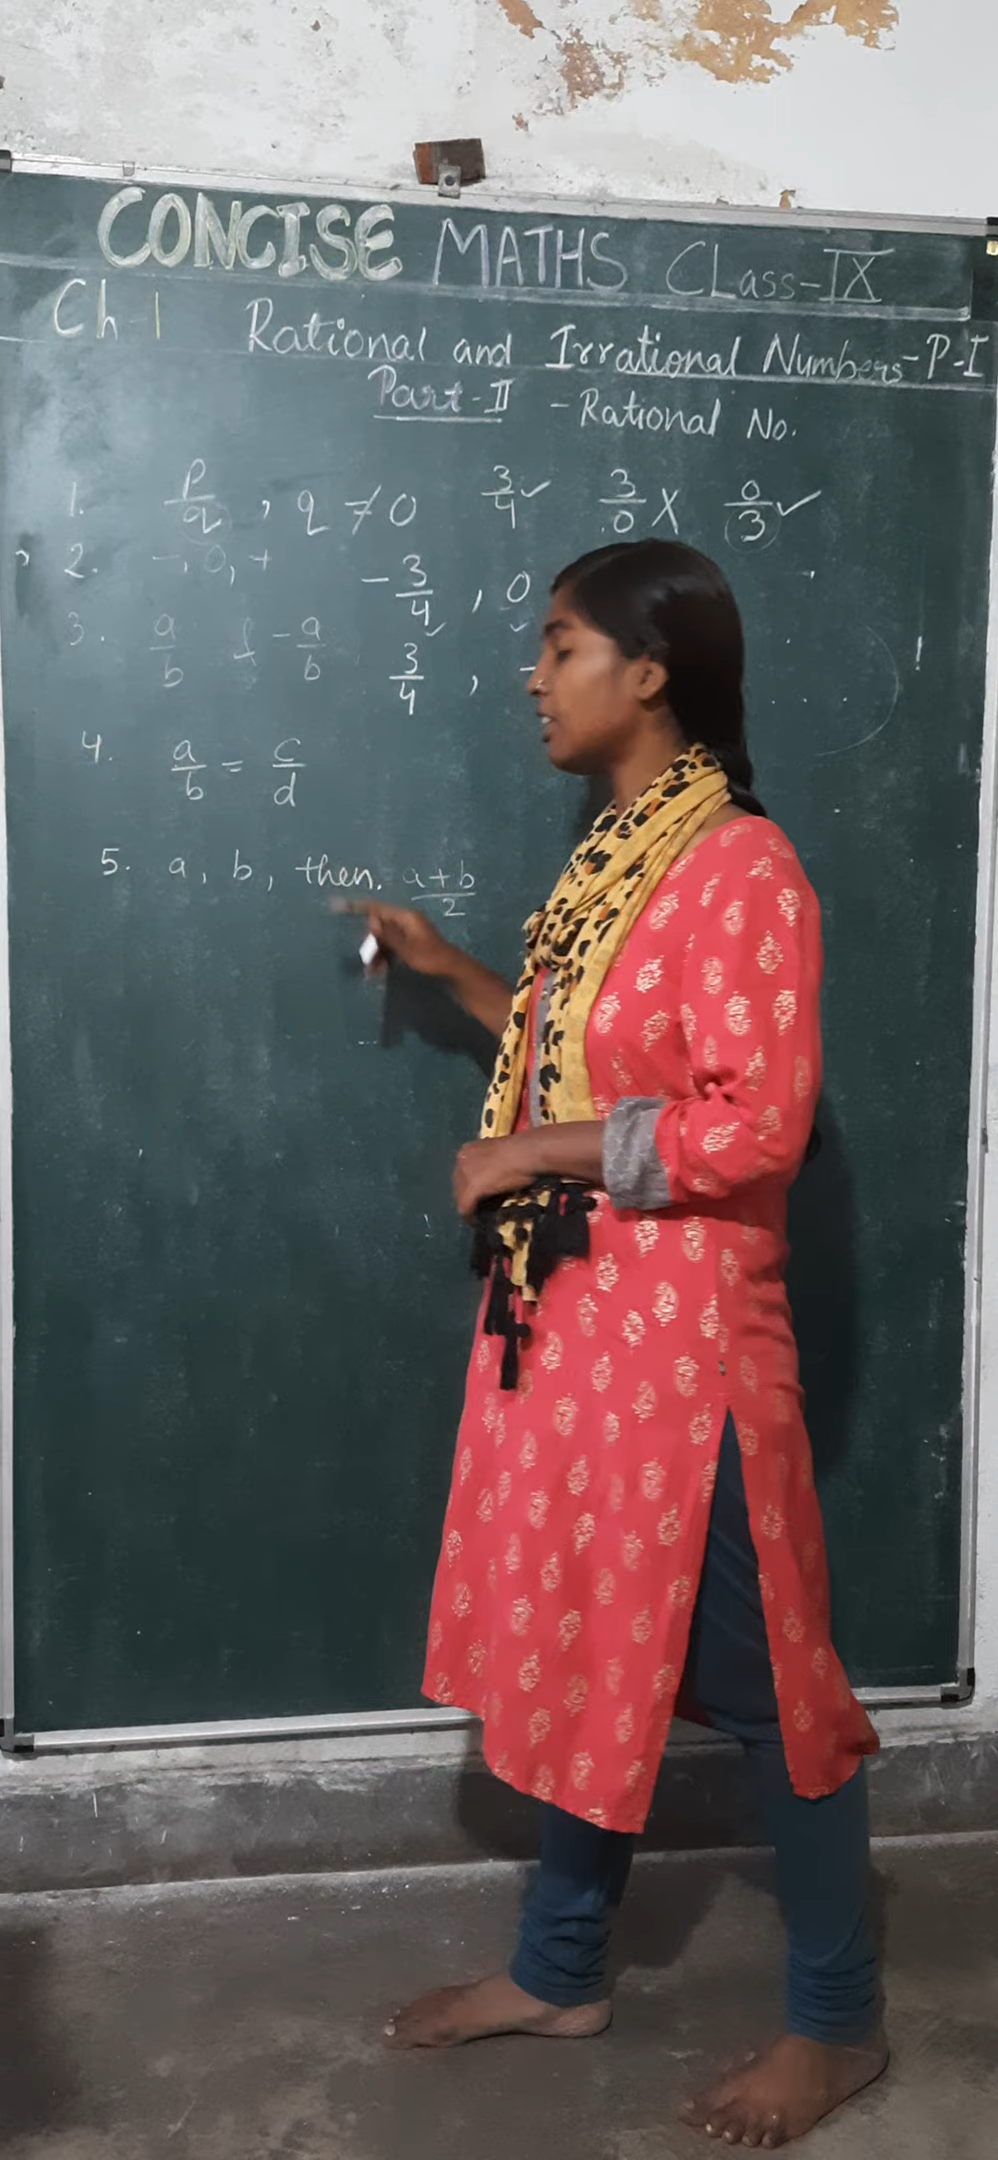 CONCISE MATHS CLass-IX
Ch-1 Rational and Irrational Numbers-P-I
Part-II - Rational No.
1. p/q , q ≠ 0 3/4 ✓ 3/0 X 0/3 ✓
2. -, 0, + -3/4 , 0
3. a/b & -a/b 3/4 , -
4. a/b = c/d
5. a, b, then. a+b/2